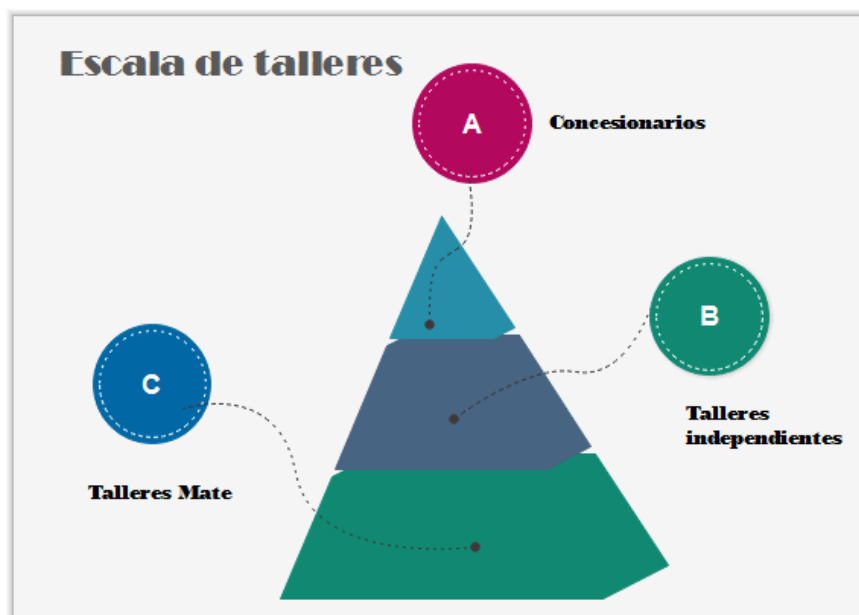 Escala de talleres
A
Concesionarios
B
Talleres
independientes
C
Talleres Mate